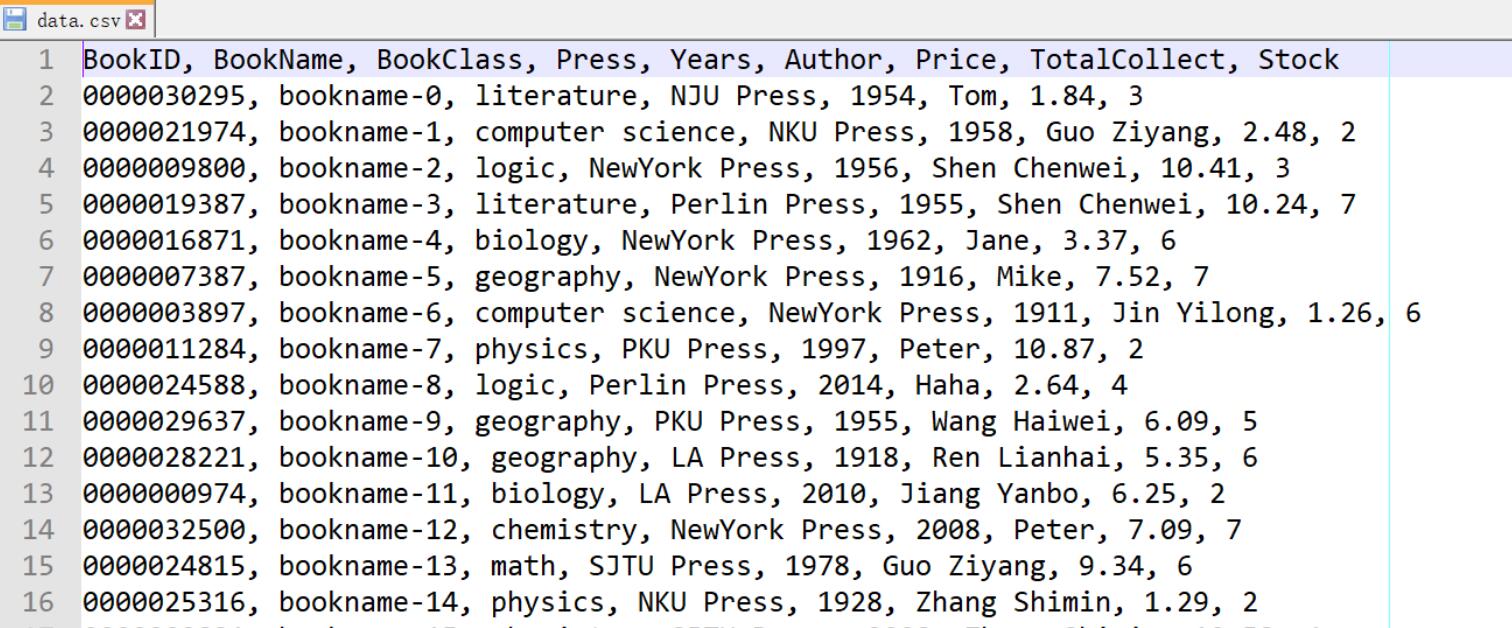 data.csv
1 BookID, BookName, BookClass, Press, Years, Author, Price, TotalCollect, Stock
2 0000030295, bookname-0, literature, NJU Press, 1954, Tom, 1.84, 3
3 0000021974, bookname-1, computer science, NKU Press, 1958, Guo Ziyang, 2.48, 2
4 0000009800, bookname-2, logic, NewYork Press, 1956, Shen Chenwei, 10.41, 3
5 0000019387, bookname-3, literature, Perlin Press, 1955, Shen Chenwei, 10.24, 7
6 0000016871, bookname-4, biology, NewYork Press, 1962, Jane, 3.37, 6
7 0000007387, bookname-5, geography, NewYork Press, 1916, Mike, 7.52, 7
8 0000003897, bookname-6, computer science, NewYork Press, 1911, Jin Yilong, 1.26, 6
9 0000011284, bookname-7, physics, PKU Press, 1997, Peter, 10.87, 2
10 0000024588, bookname-8, logic, Perlin Press, 2014, Haha, 2.64, 4
11 0000029637, bookname-9, geography, PKU Press, 1955, Wang Haiwei, 6.09, 5
12 0000028221, bookname-10, geography, LA Press, 1918, Ren Lianhai, 5.35, 6
13 0000000974, bookname-11, biology, LA Press, 2010, Jiang Yanbo, 6.25, 2
14 0000032500, bookname-12, chemistry, NewYork Press, 2008, Peter, 7.09, 7
15 0000024815, bookname-13, math, SJTU Press, 1978, Guo Ziyang, 9.34, 6
16 0000025316, bookname-14, physics, NKU Press, 1928, Zhang Shimin, 1.29, 2